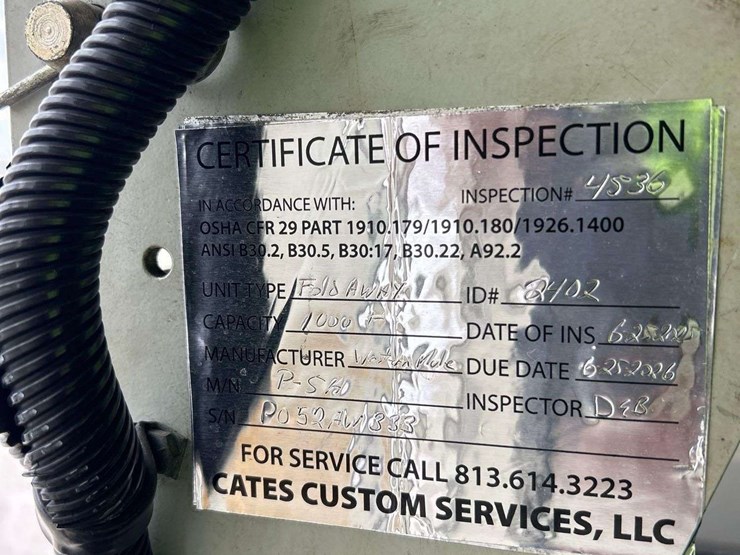 CERTIFICATE OF INSPECTION
INSPECTION# 4536
IN ACCORDANCE WITH:
OSHA CFR 29 PART 1910.179/1910.180/1926.1400
ANSI B30.2, B30.5, B30:17, B30.22, A92.2
UNIT TYPE Fold AWAY ID# 2402
CAPACITY 1000 DATE OF INS 6-25-2025
MANUFACTURER DUE DATE 6-25-2026
M/N INSPECTOR D&B
S/N
FOR SERVICE CALL 813.614.3223
CATES CUSTOM SERVICES, LLC